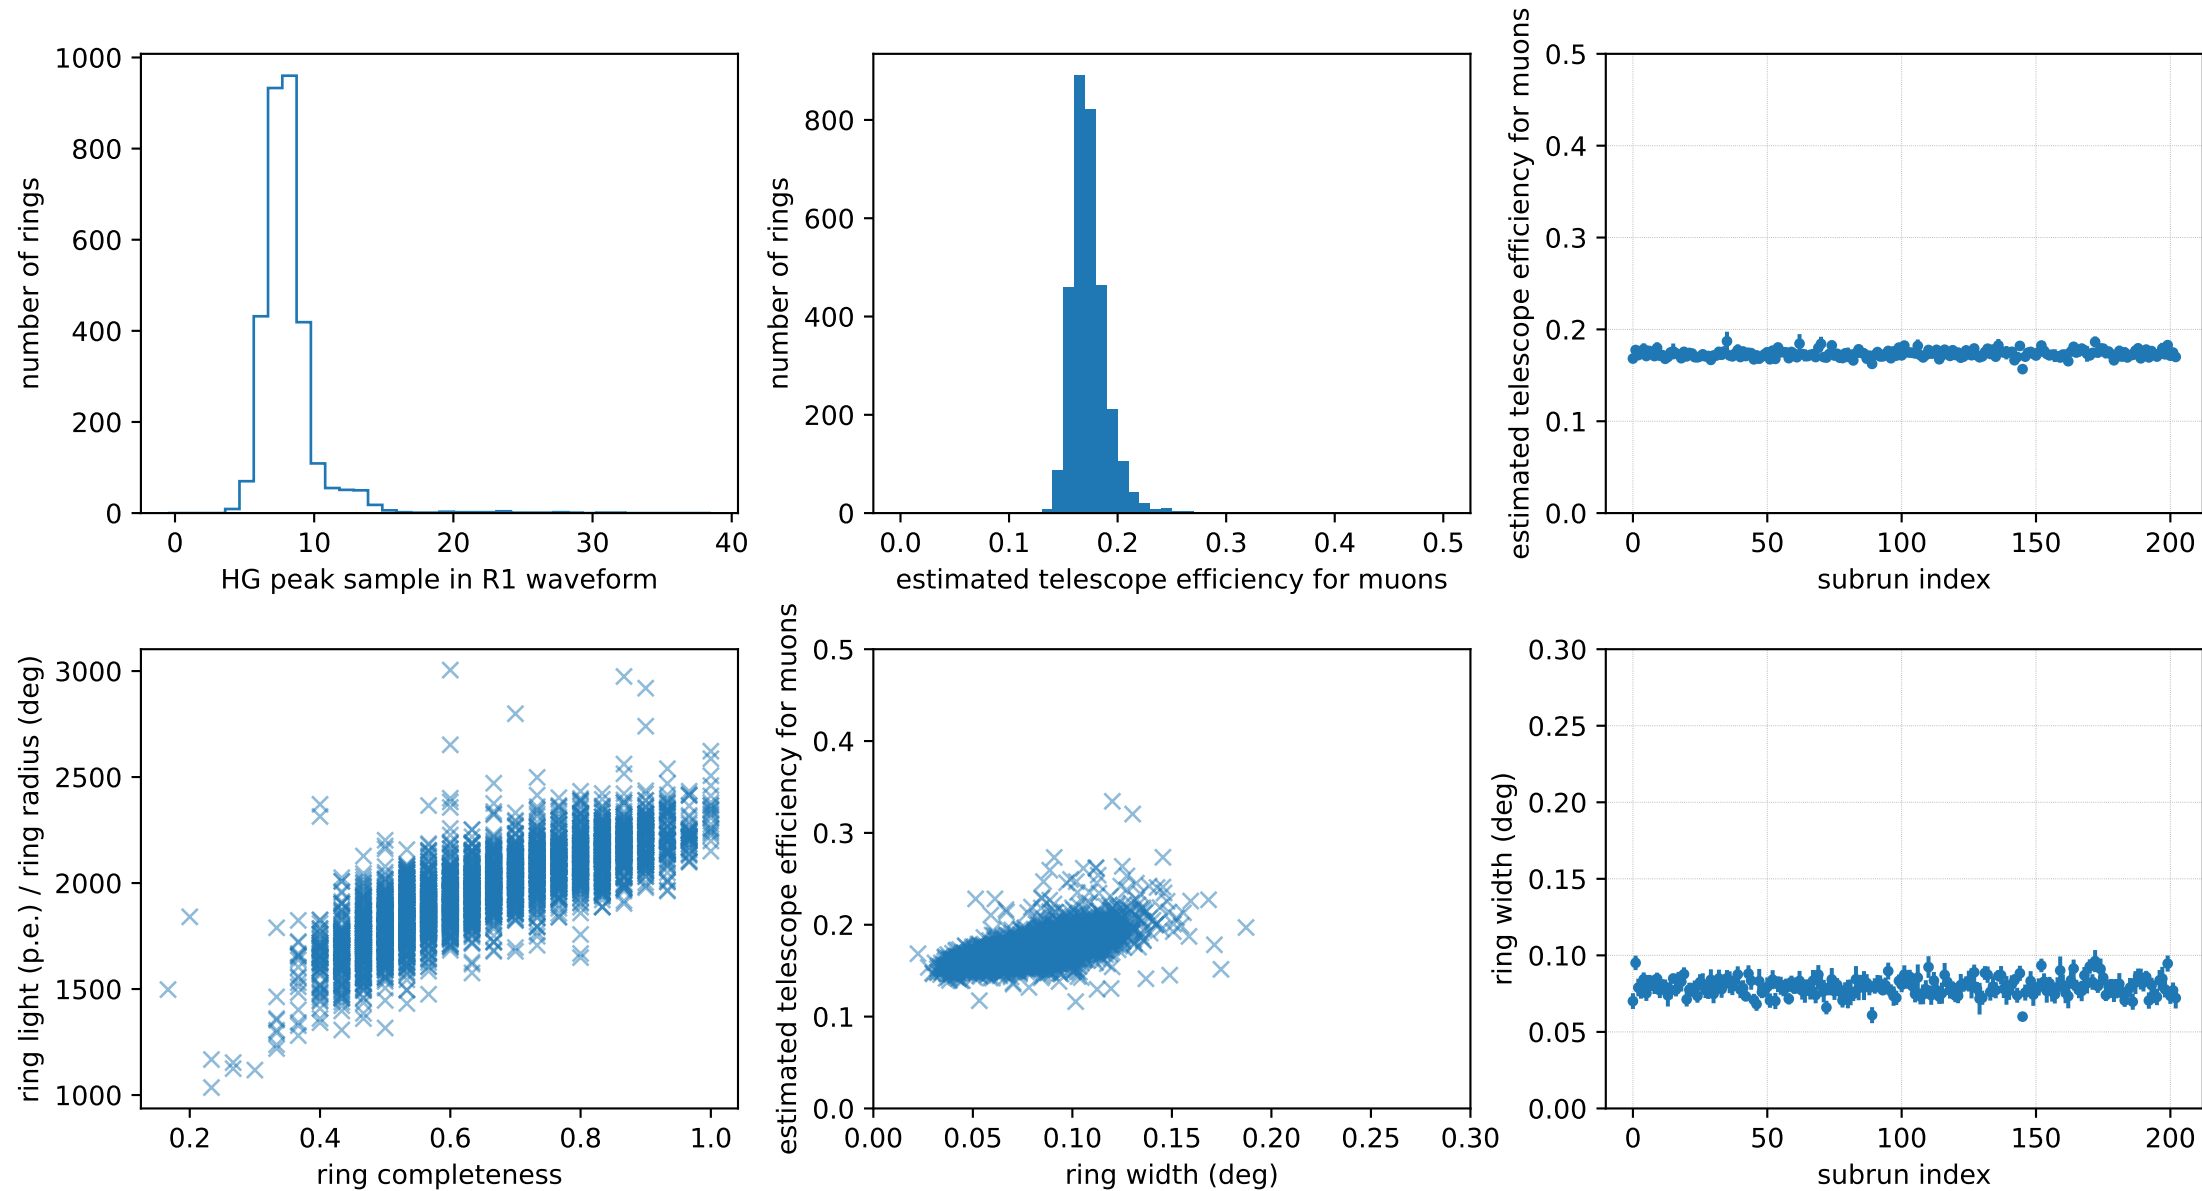 1000
800
600
400
200
0
number of rings
0 10 20 30 40
HG peak sample in R1 waveform
800
600
400
200
0
number of rings
0.0 0.1 0.2 0.3 0.4 0.5
estimated telescope efficiency for muons
0.5
0.4
0.3
0.2
0.1
0.0
estimated telescope efficiency for muons
0 50 100 150 200
subrun index
3000
2500
2000
1500
1000
ring light (p.e.) / ring radius (deg)
0.2 0.4 0.6 0.8 1.0
ring completeness
0.5
0.4
0.3
0.2
0.1
0.0
estimated telescope efficiency for muons
0.00 0.05 0.10 0.15 0.20 0.25 0.30
ring width (deg)
0.30
0.25
0.20
0.15
0.10
0.05
0.00
ring width (deg)
0 50 100 150 200
subrun index